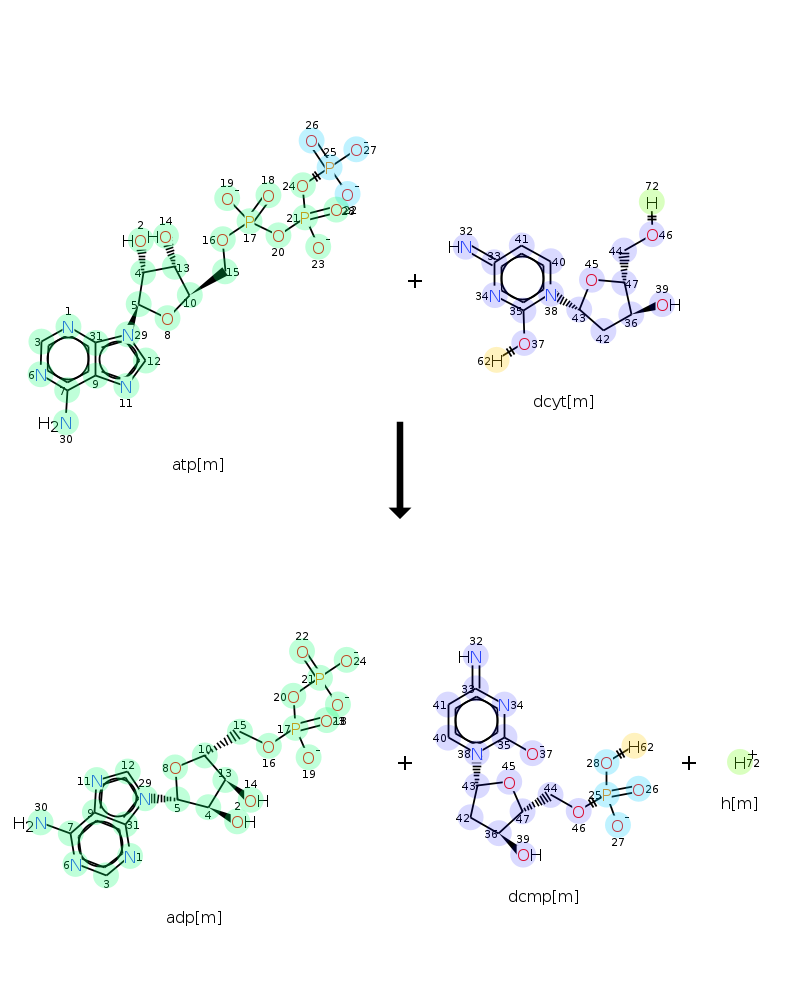 26
25
O
P
O⁻ 27
24 O
O⁻
19
18
O⁻
O
P
17
21 P
O
O⁻
23
20
O
16
O
2
14
HO
HO
4
13
15
5
10
O
8
1
N
31
N 29
3
12
6 N
7
9
N
11
H₂N
30
atp[m]
+
72
H
O 46
32
HN
33
41
44
40
45
O
47
34 N
N
38
35
39
OH
43
36
42
O 37
62 H
dcyt[m]
22
O
O⁻ 24
21 P
20
O
O⁻
15
17 P
10
O
16
O⁻
19
8 O
12
13
11 N
29
N
14
OH
5
4
2
OH
30
H₂N
9
31
7
6 N
N 1
3
adp[m]
+
32
HN
33
41
N 34
40
35
38 N
O⁻
37
45
43
O
44
47
42
36
39
OH
28
O
H 62
25 P
O 26
O
46
O⁻
27
dcmp[m]
+
H⁺
72
h[m]